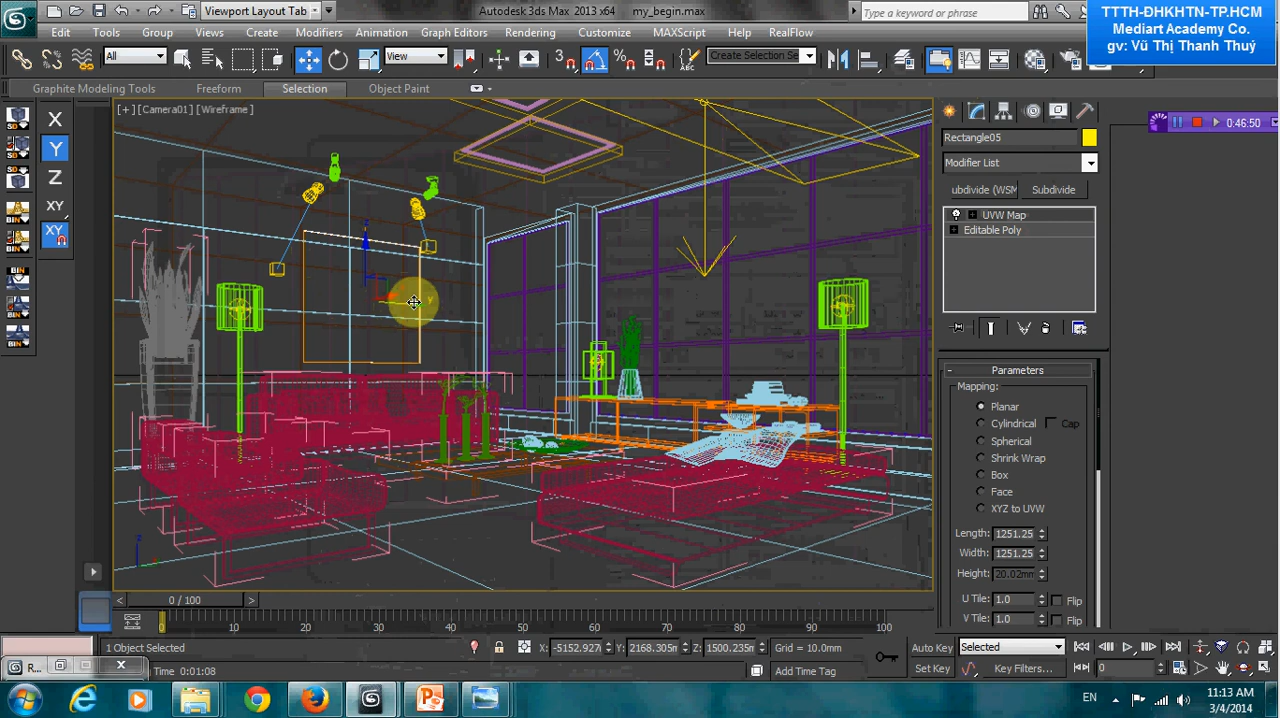 Viewport Layout Tab
Autodesk 3ds Max 2013 x64 my_begin.max
Type a keyword or phrase
TTTH-ĐHKHTN-TP.HCM
Mediart Academy Co.
gv: Vũ Thị Thanh Thuý
Edit Tools Group Views Create Modifiers Animation Graph Editors Rendering Customize MAXScript Help RealFlow
All
View
3
Create Selection Se
Graphite Modeling Tools Freeform Selection Object Paint
[+] [Camera01] [Wireframe]
X
Y
Z
XY
XY
0:46:50
Rectangle05
Modifier List
ubdivide (WSM Subdivide
UVW Map
Editable Poly
Parameters
Mapping:
Planar
Cylindrical Cap
Spherical
Shrink Wrap
Box
Face
XYZ to UVW
Length: 1251.25
Width: 1251.25
Height: 20.02mm
U Tile: 1.0 Flip
V Tile: 1.0 Flip
0 / 100
0 10 20 30 40 50 60 70 80 90 100
1 Object Selected
X: -5152.927 Y: 2168.305m Z: 1500.235m Grid = 10.0mm
Auto Key Selected
R...
Time 0:01:08
Add Time Tag
Set Key Key Filters... 0
EN
11:13 AM
3/4/2014